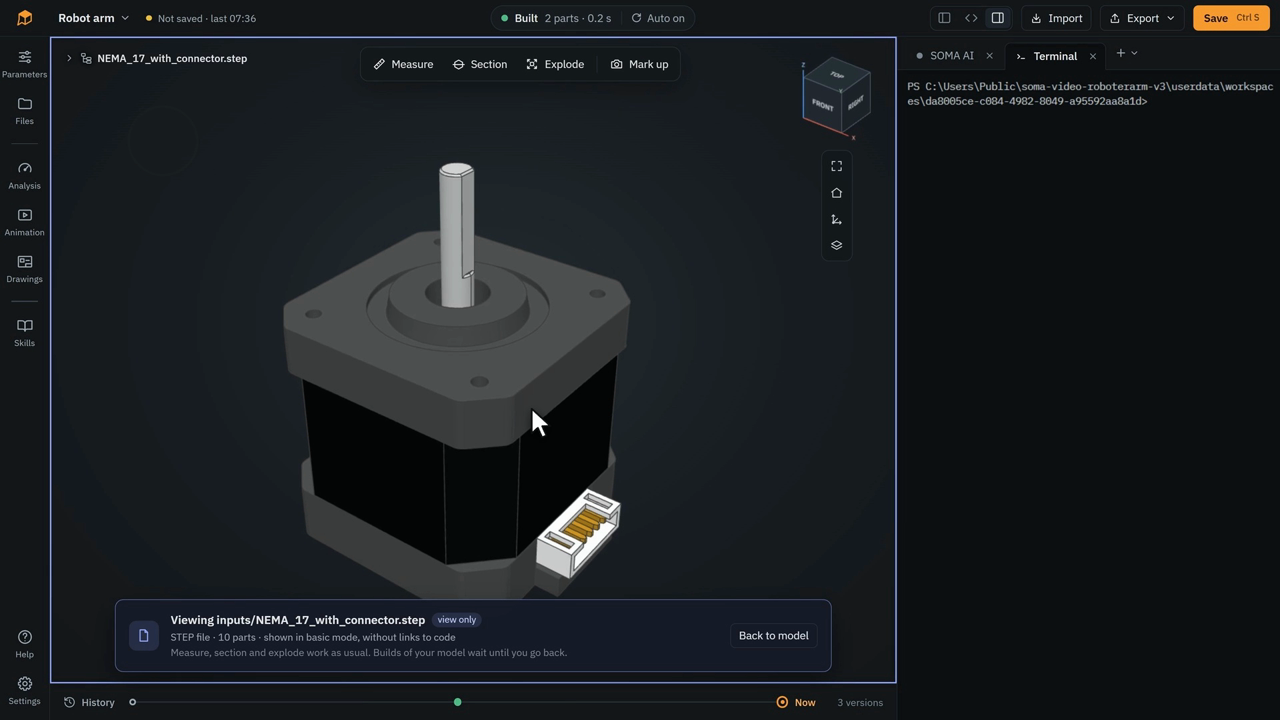 Robot arm
Not saved · last 07:36
Built 2 parts · 0.2 s
Auto on
Import
Export
Save Ctrl S
Parameters
Files
Analysis
Animation
Drawings
Skills
Help
Settings
NEMA_17_with_connector.step
Measure
Section
Explode
Mark up
Z
TOP
FRONT
RIGHT
X
SOMA AI
Terminal
PS C:\Users\Public\soma-video-roboterarm-v3\userdata\workspac
es\da8005ce-c084-4982-8049-a95592aa8a1d>
Viewing inputs/NEMA_17_with_connector.step view only
STEP file · 10 parts · shown in basic mode, without links to code
Measure, section and explode work as usual. Builds of your model wait until you go back.
Back to model
History
Now
3 versions